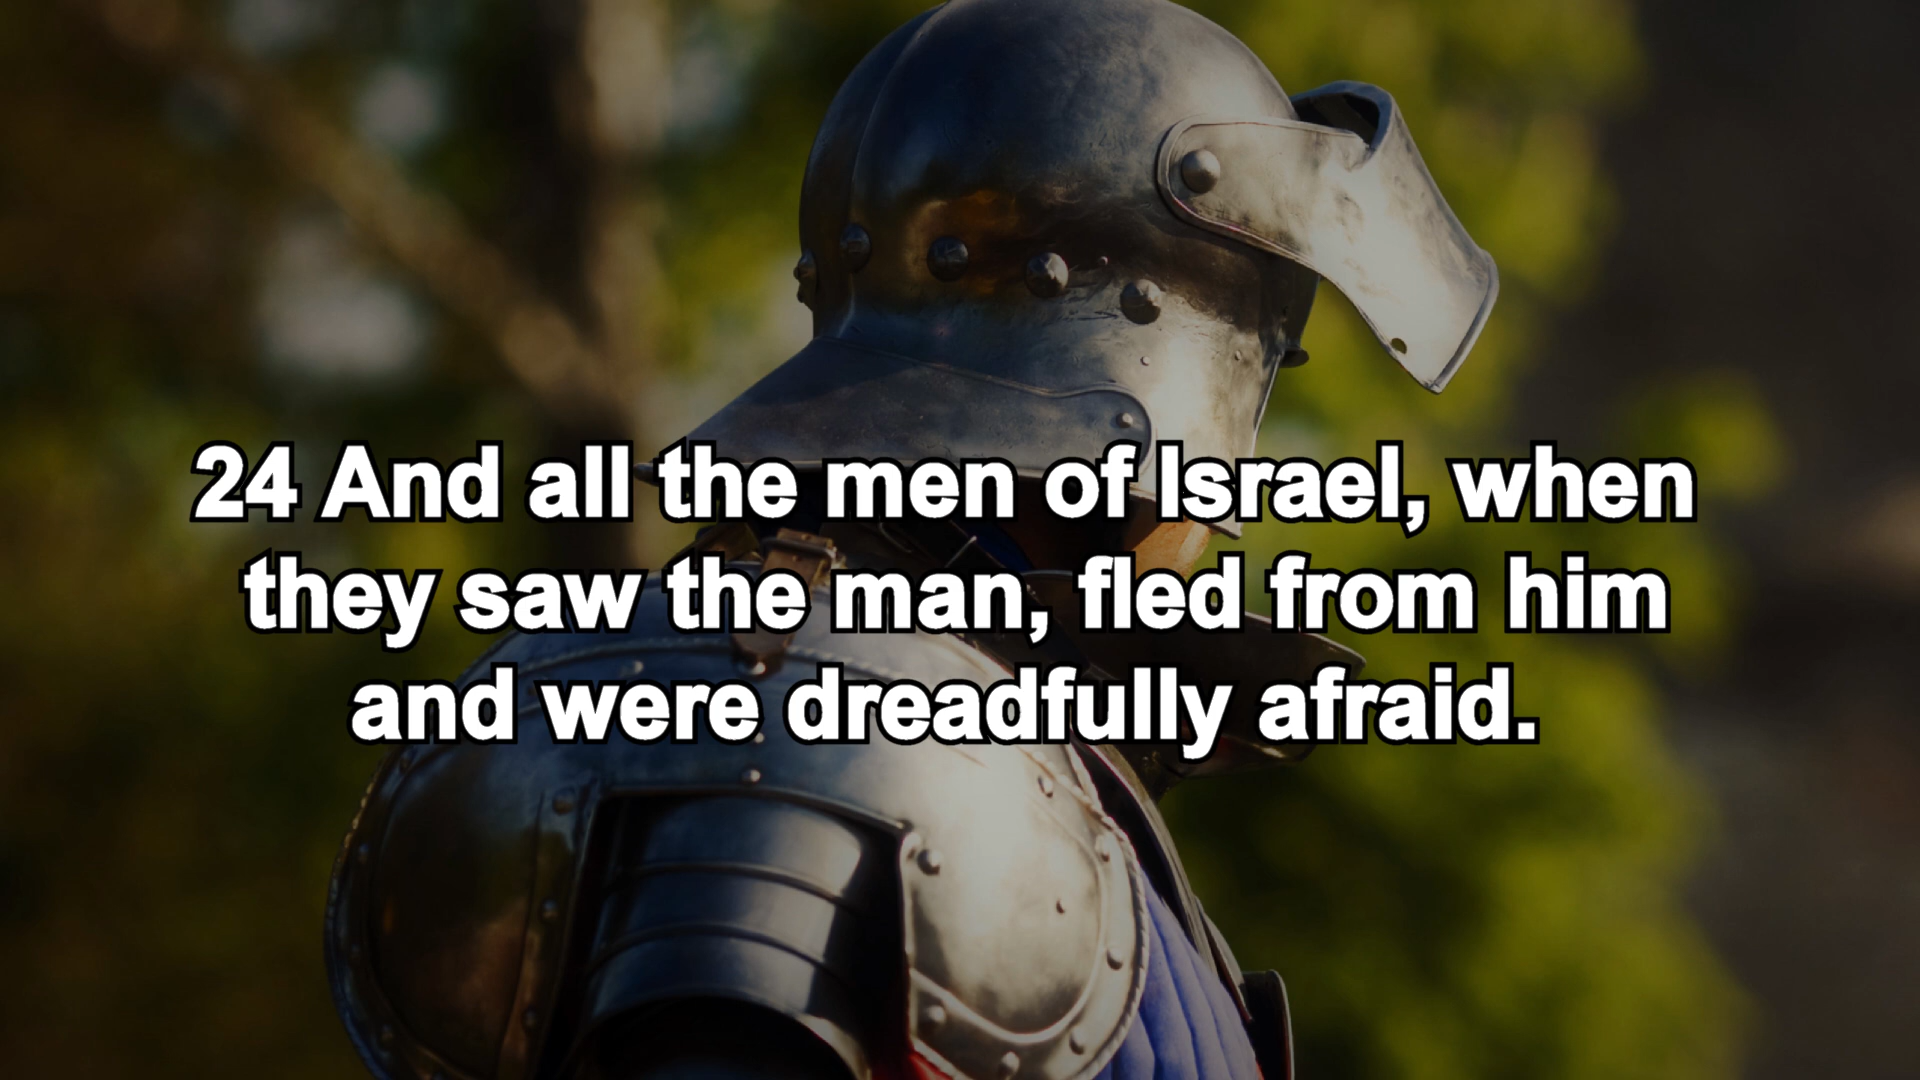 24 And all the men of Israel, when
they saw the man, fled from him
and were dreadfully afraid.